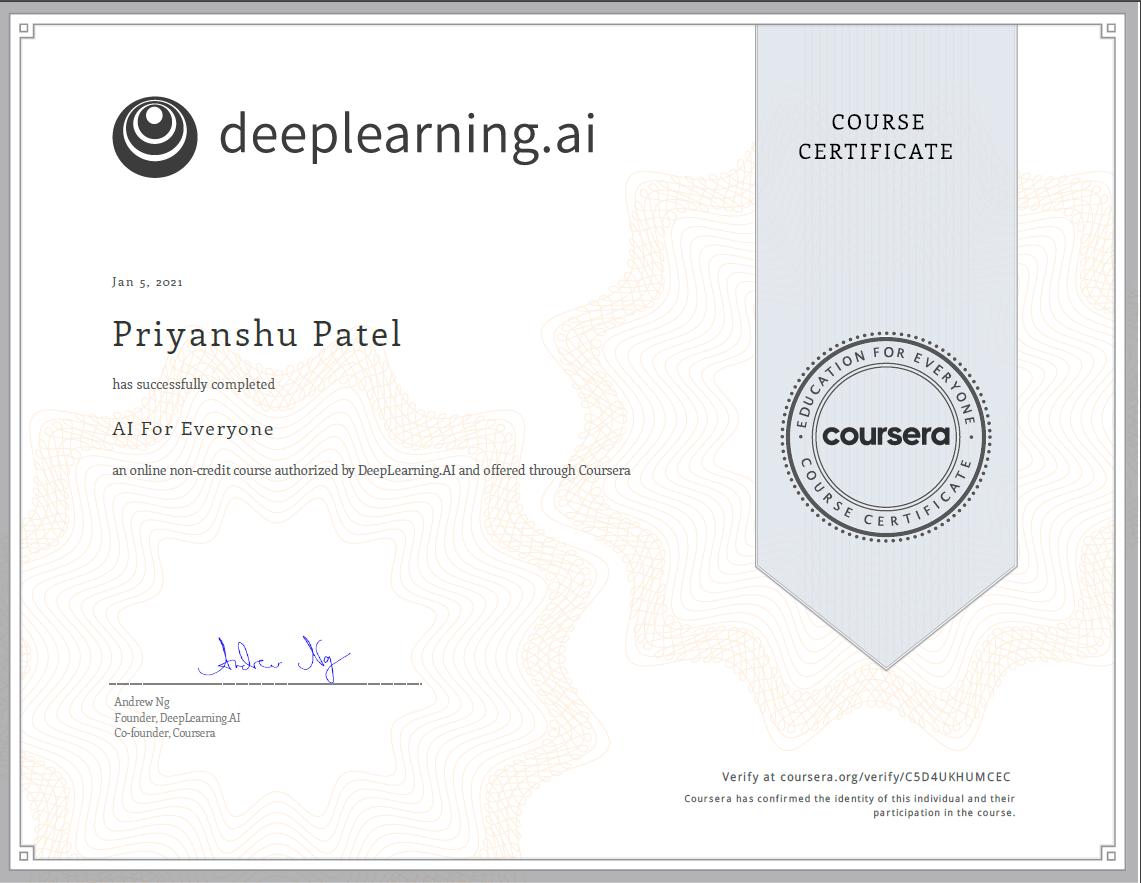 deeplearning.ai
COURSE
CERTIFICATE
Jan 5, 2021
Priyanshu Patel
has successfully completed
AI For Everyone
an online non-credit course authorized by DeepLearning.AI and offered through Coursera
EDUCATION FOR EVERYONE
coursera
COURSE CERTIFICATE
Andrew Ng
Andrew Ng
Founder, DeepLearning.AI
Co-founder, Coursera
Verify at coursera.org/verify/C5D4UKHUMCEC
Coursera has confirmed the identity of this individual and their
participation in the course.